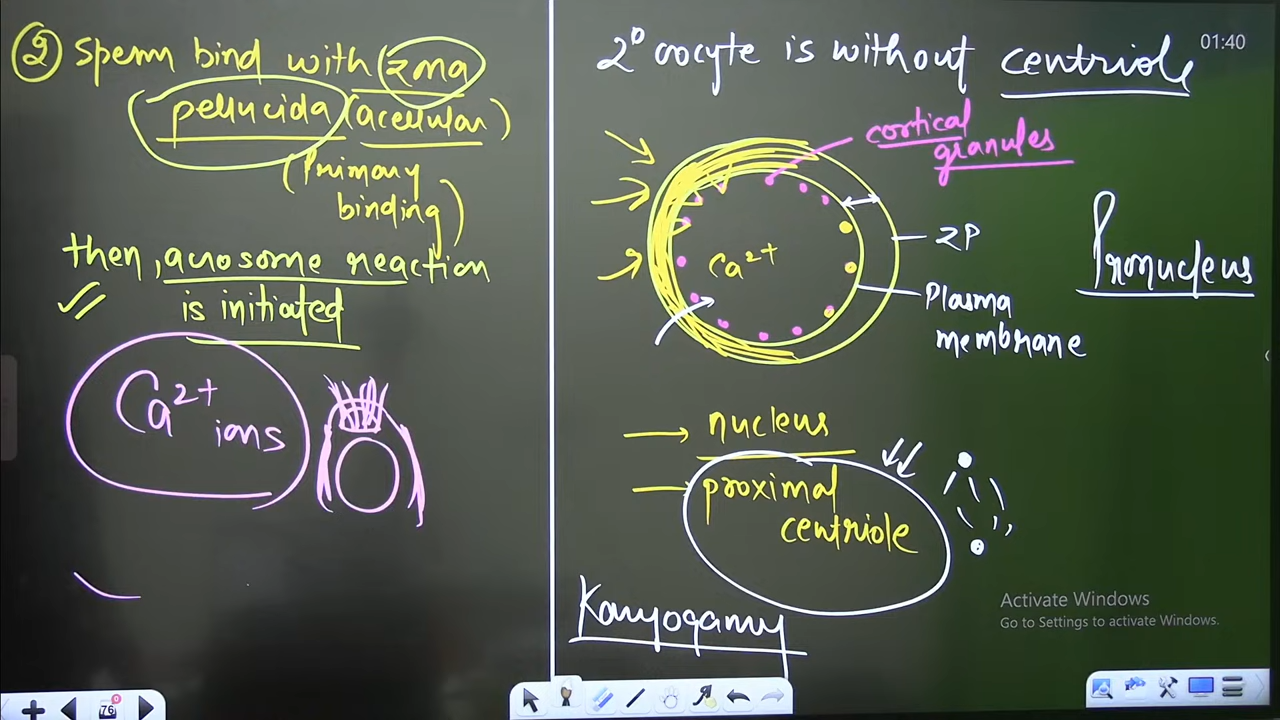 ② Sperm bind with (zona
(pellucida) (acellular)
(Primary
binding)
then, acrosome reaction
is initiated
Ca²⁺
ions
2° oocyte is without centriole
01:40
cortical
granules
ZP
Ca²⁺
Plasma
membrane
Pronucleus
→ nucleus
→ proximal
centriole
Karyogamy
Activate Windows
Go to Settings to activate Windows.
76